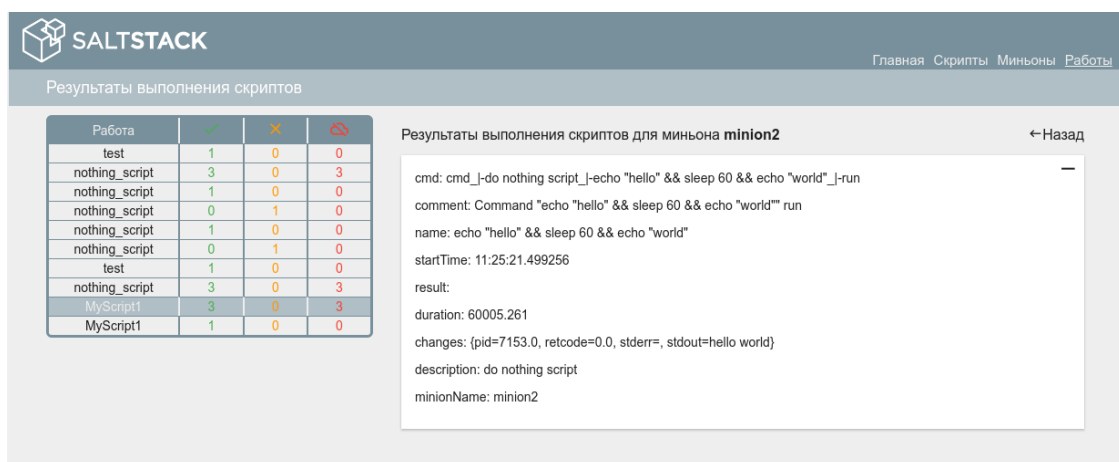 SALTSTACK
Главная Скрипты Миньоны Работы
Результаты выполнения скриптов
Работа
test 1 0 0
nothing_script 3 0 3
nothing_script 1 0 0
nothing_script 0 1 0
nothing_script 1 0 0
nothing_script 0 1 0
test 1 0 0
nothing_script 3 0 3
MyScript1 3 0 3
MyScript1 1 0 0
Результаты выполнения скриптов для миньона minion2
←Назад
cmd: cmd_|-do nothing script_|-echo "hello" && sleep 60 && echo "world"_|-run
comment: Command "echo "hello" && sleep 60 && echo "world"" run
name: echo "hello" && sleep 60 && echo "world"
startTime: 11:25:21.499256
result:
duration: 60005.261
changes: {pid=7153.0, retcode=0.0, stderr=, stdout=hello world}
description: do nothing script
minionName: minion2